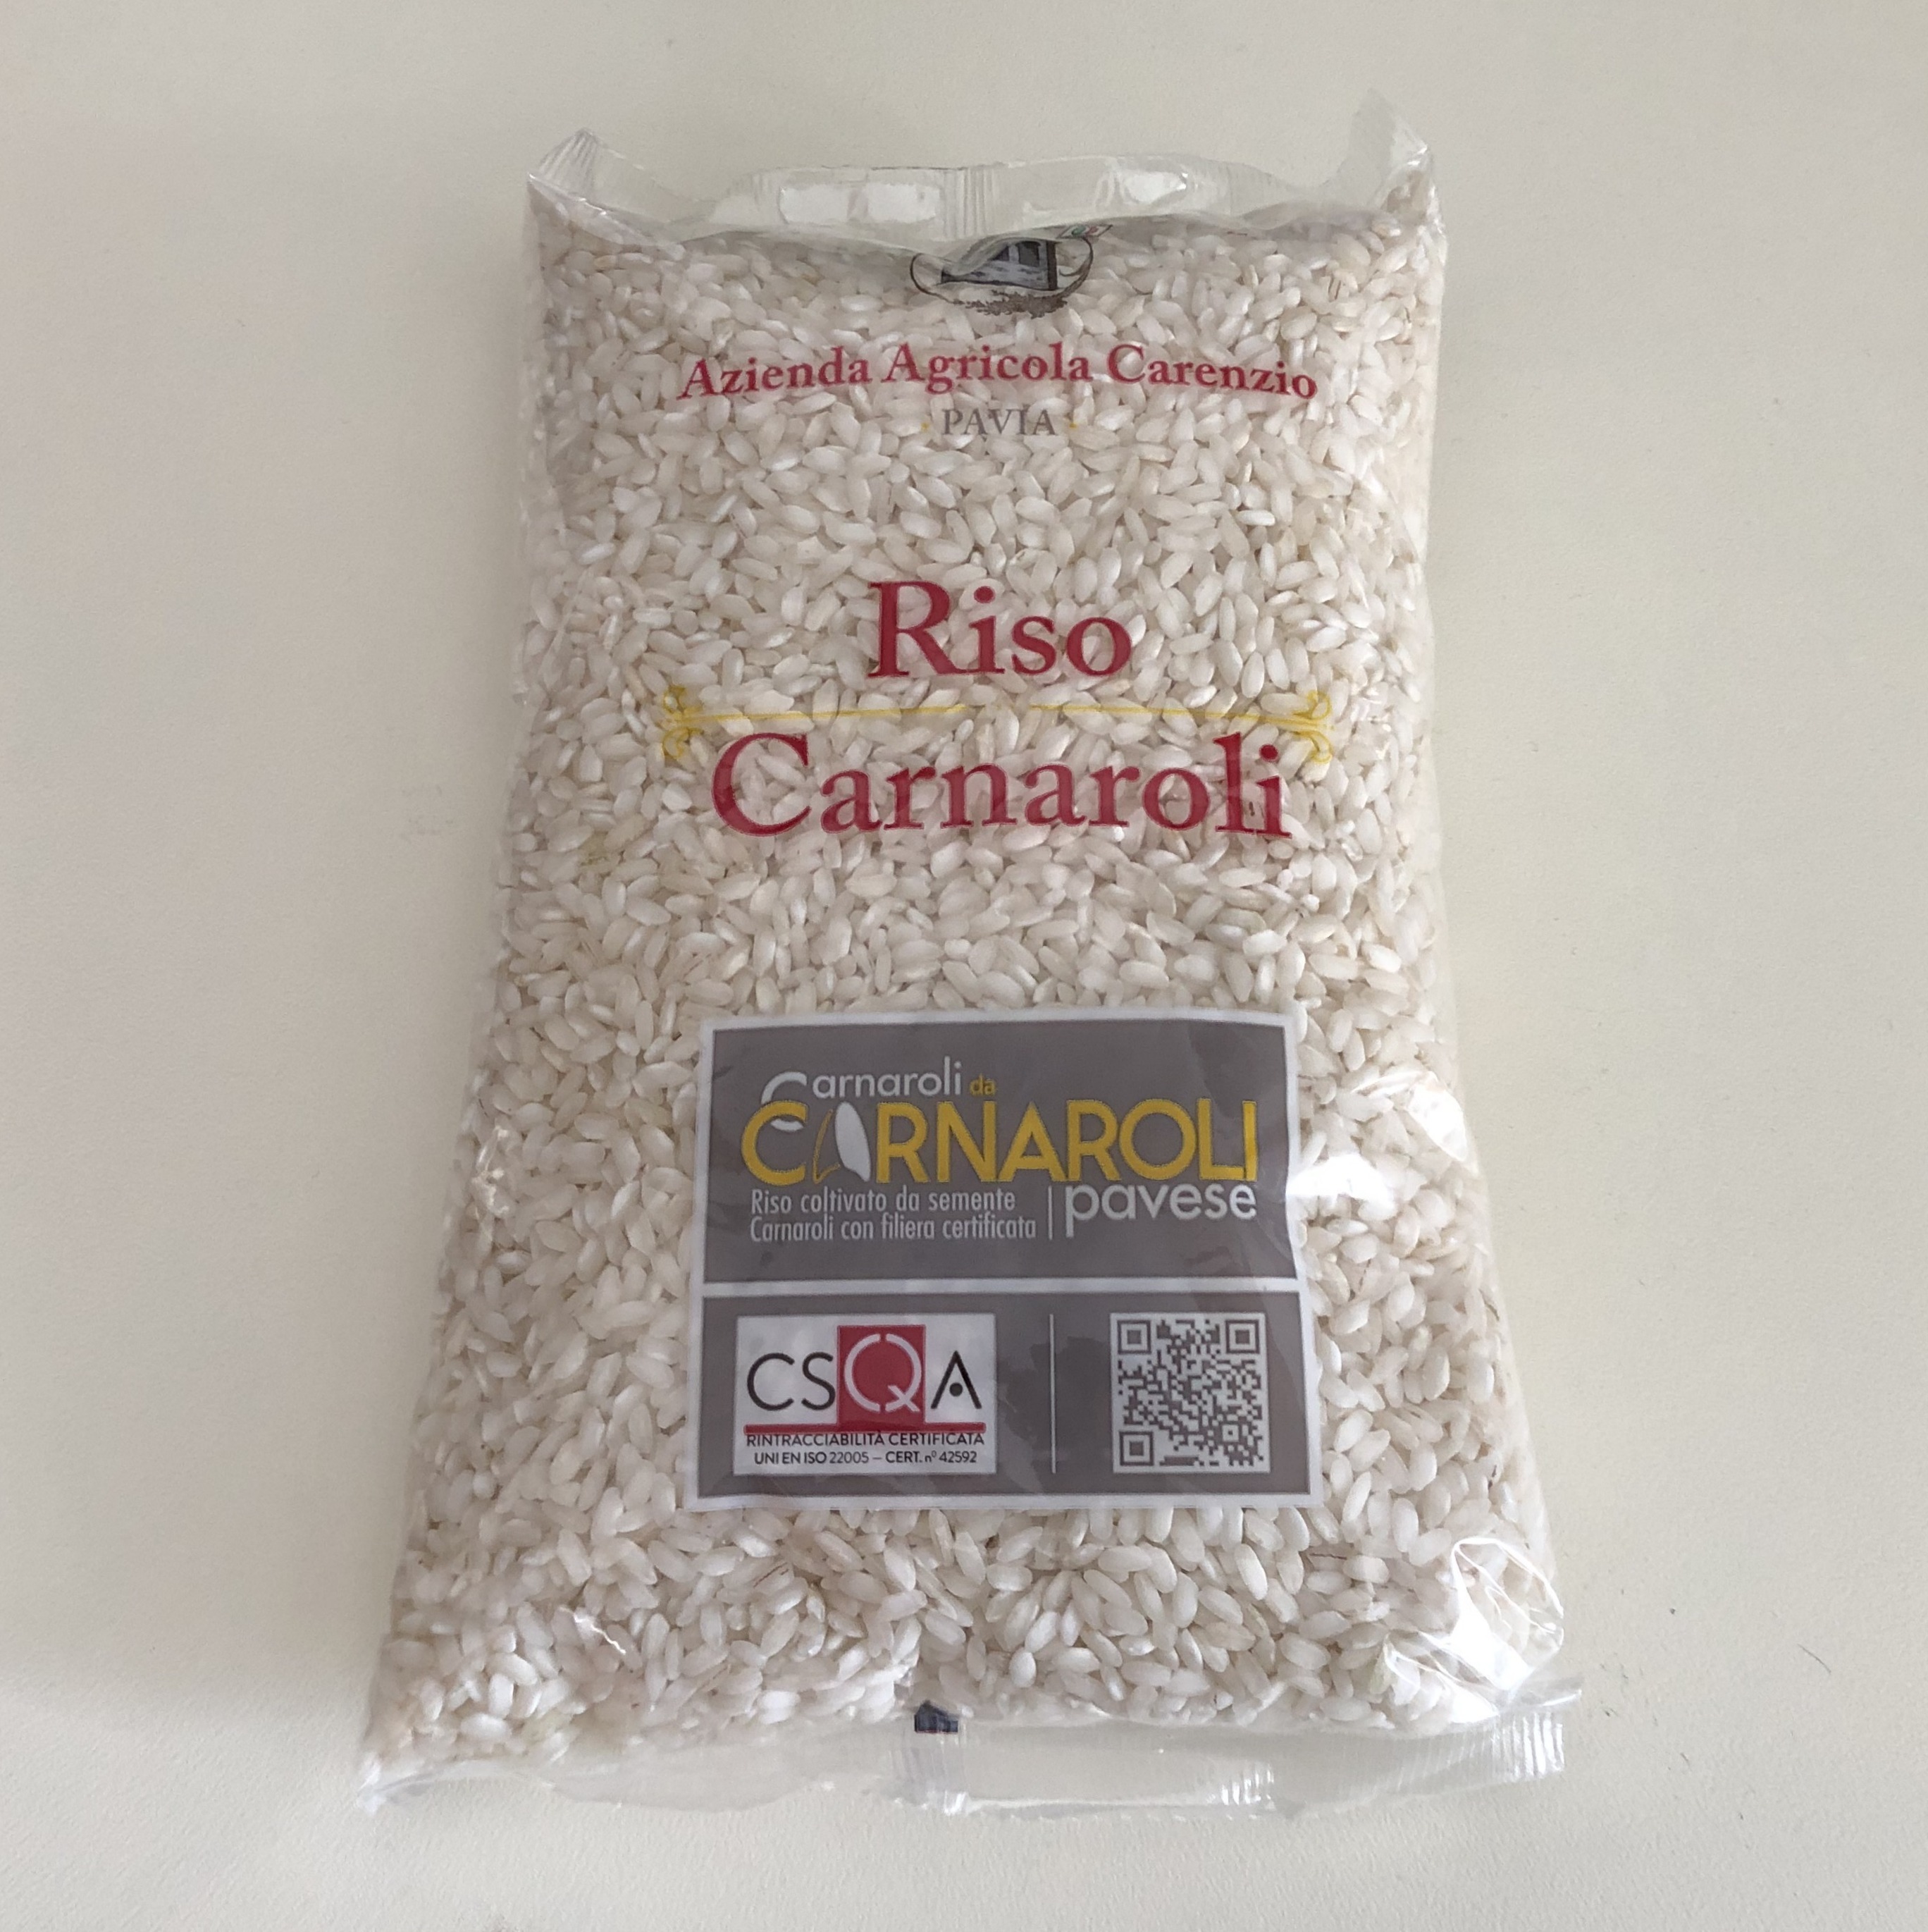 Azienda Agricola Carenzio
PAVIA
Riso
Carnaroli
Carnaroli da
CARNAROLI
Riso coltivato da semente
Carnaroli con filiera certificata
pavese
CSQA
RINTRACCIABILITÀ CERTIFICATA
UNI EN ISO 22005 – CERT. nº 42592